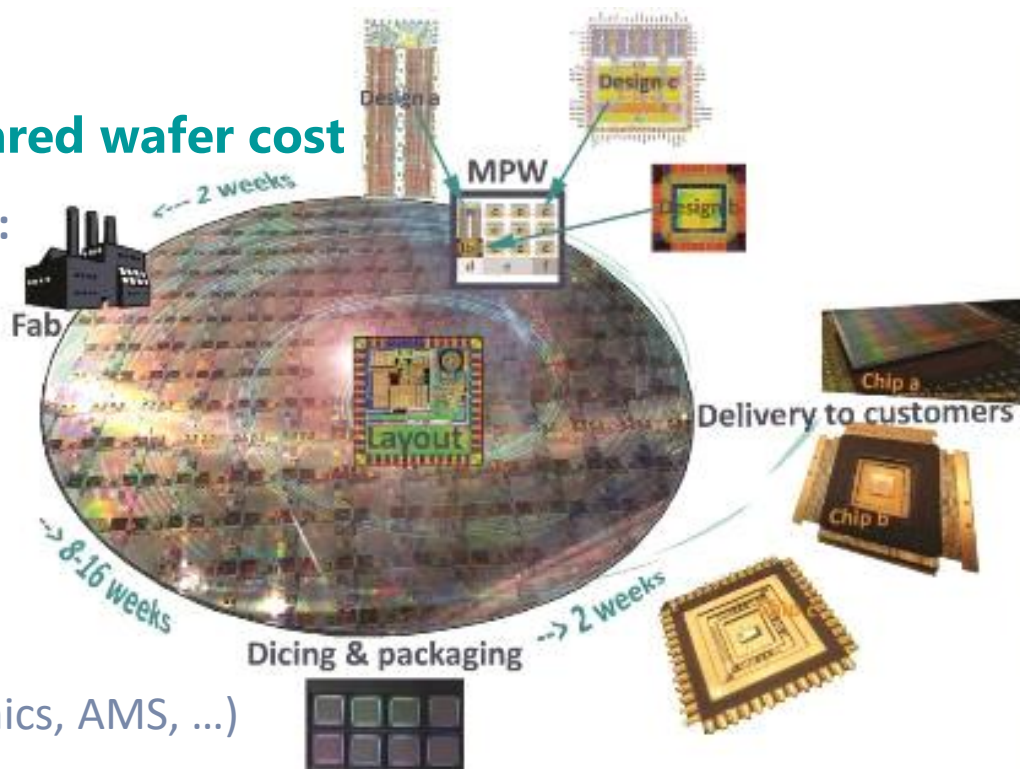 Design a
Design c
ared wafer cost
MPW
<--- 2 weeks
Design b
:
d e f
Fab
Chip a
Layout
Delivery to customers
Chip b
--> 8-16 weeks
--> 2 weeks
Dicing & packaging
nics, AMS, ...)